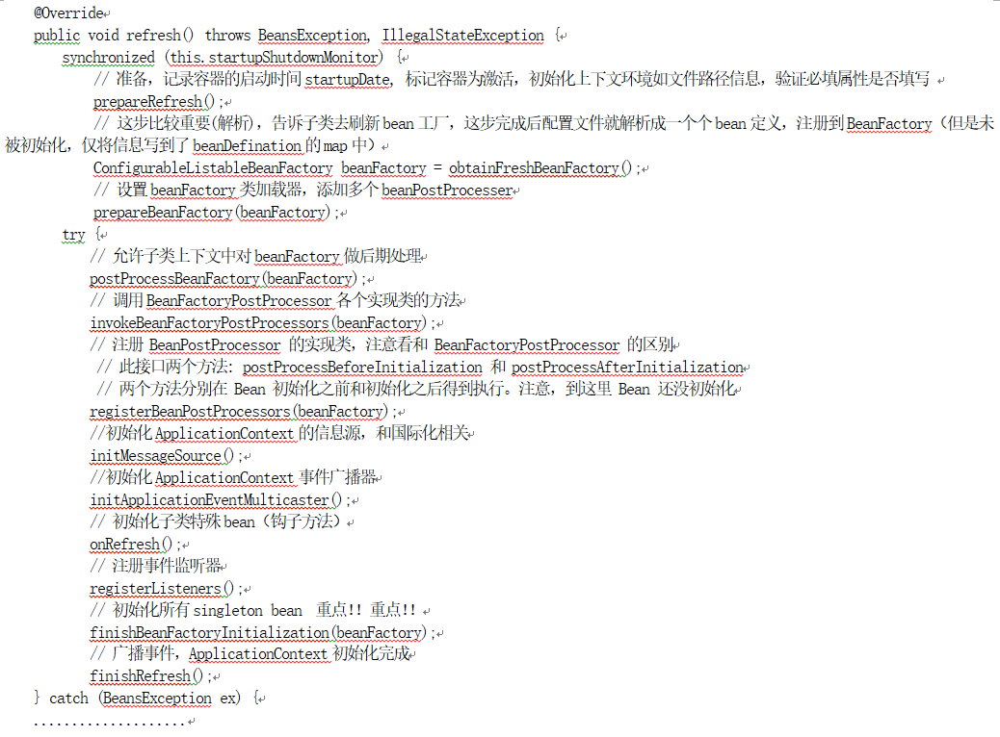 @Override
public void refresh() throws BeansException, IllegalStateException {
synchronized (this.startupShutdownMonitor) {
// 准备，记录容器的启动时间 startupDate, 标记容器为激活，初始化上下文环境如文件路径信息，验证必填属性是否填写
prepareRefresh();
// 这步比较重要(解析)，告诉子类去刷新 bean 工厂，这步完成后配置文件就解析成一个个 bean 定义，注册到 BeanFactory（但是未
被初始化，仅将信息写到了 beanDefination 的 map 中）
ConfigurableListableBeanFactory beanFactory = obtainFreshBeanFactory();
// 设置 beanFactory 类加载器，添加多个 beanPostProcesser
prepareBeanFactory(beanFactory);
try {
// 允许子类上下文中对 beanFactory 做后期处理
postProcessBeanFactory(beanFactory);
// 调用 BeanFactoryPostProcessor 各个实现类的方法
invokeBeanFactoryPostProcessors(beanFactory);
// 注册 BeanPostProcessor 的实现类，注意看和 BeanFactoryPostProcessor 的区别
// 此接口两个方法: postProcessBeforeInitialization 和 postProcessAfterInitialization
// 两个方法分别在 Bean 初始化之前和初始化之后得到执行。注意，到这里 Bean 还没初始化
registerBeanPostProcessors(beanFactory);
//初始化 ApplicationContext 的信息源，和国际化相关
initMessageSource();
//初始化 ApplicationContext 事件广播器
initApplicationEventMulticaster();
// 初始化子类特殊 bean（钩子方法）
onRefresh();
// 注册事件监听器
registerListeners();
// 初始化所有 singleton bean 重点!! 重点!!
finishBeanFactoryInitialization(beanFactory);
// 广播事件，ApplicationContext 初始化完成
finishRefresh();
} catch (BeansException ex) {
....................